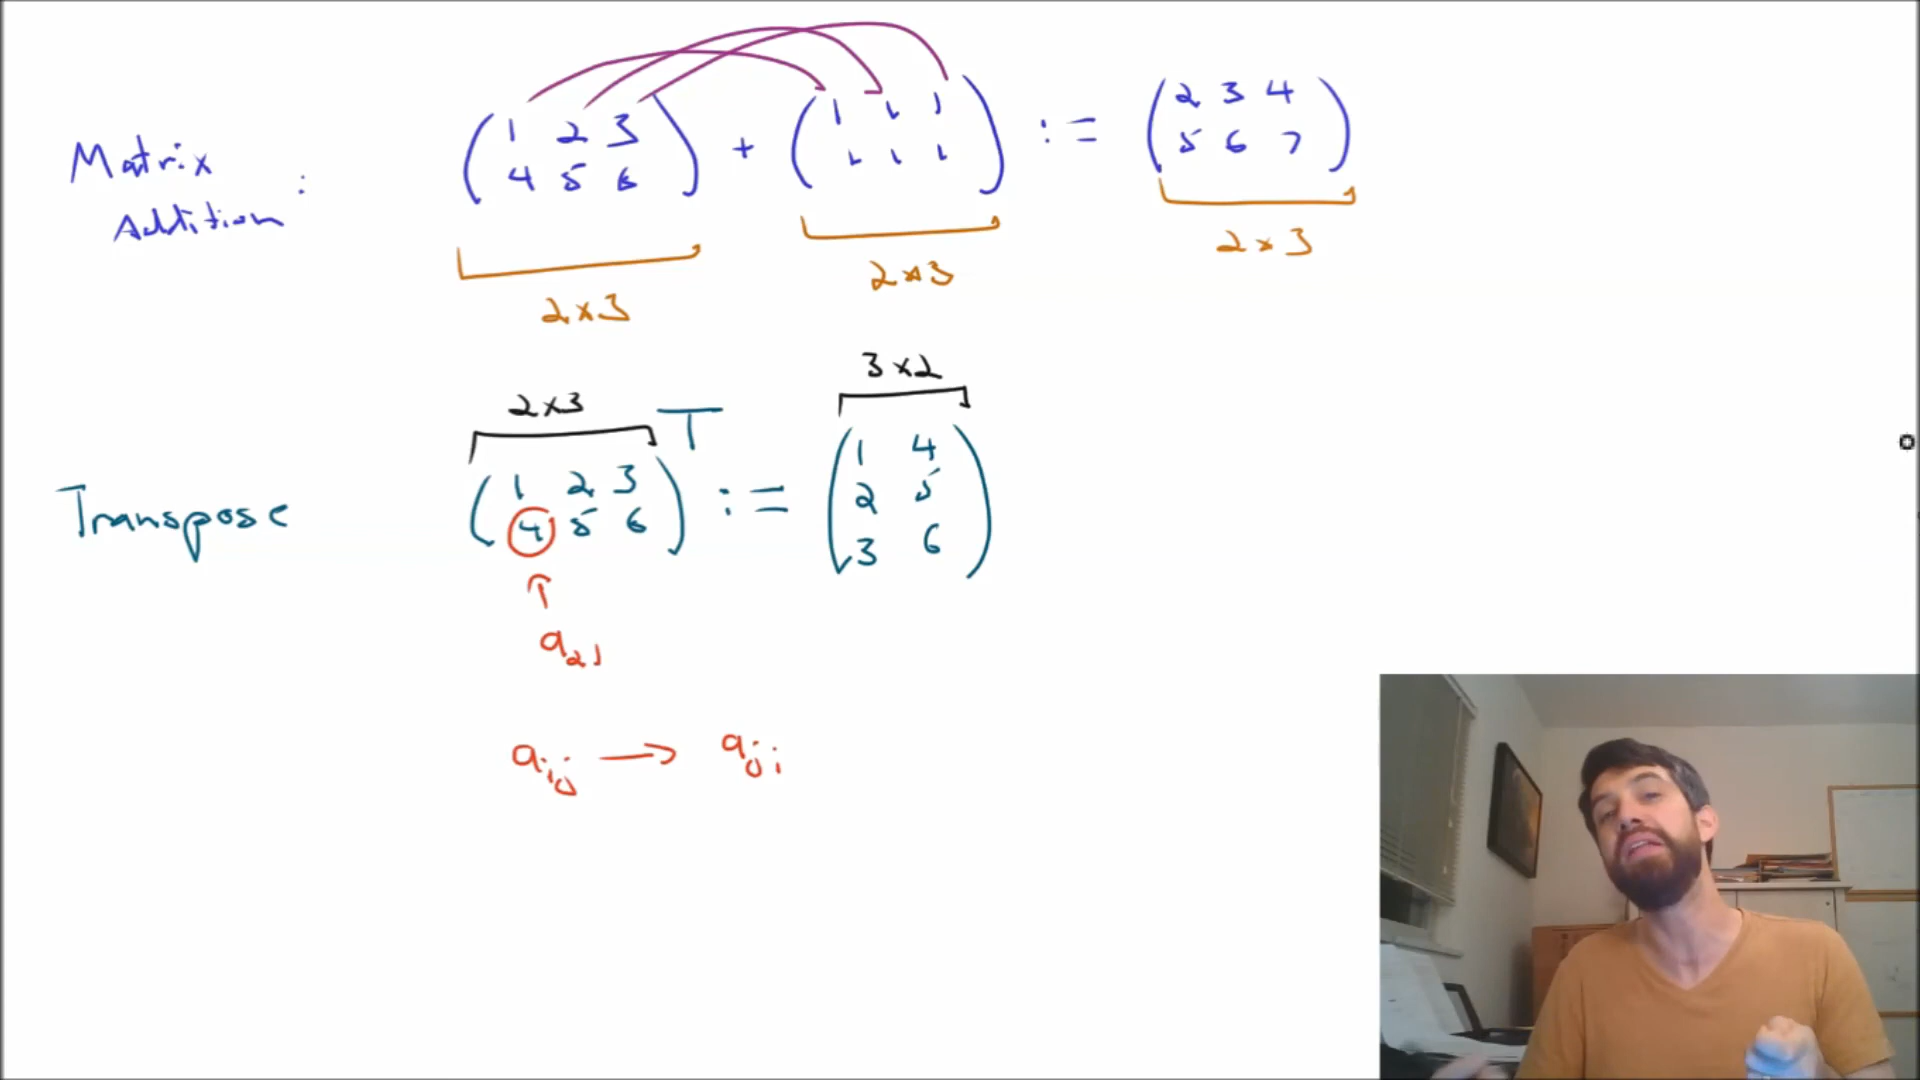 Matrix Addition :
( 1 2 3 ) + ( 1 1 1 ) := ( 2 3 4 )
( 4 5 6 ) ( 1 1 1 ) ( 5 6 7 )
2×3 2×3 2×3
2×3 3×2
Transpose
( 1 2 3 ) T := ( 1 4 )
( 4 5 6 ) ( 2 5 )
( 3 6 )
↑
a21
aij → aji